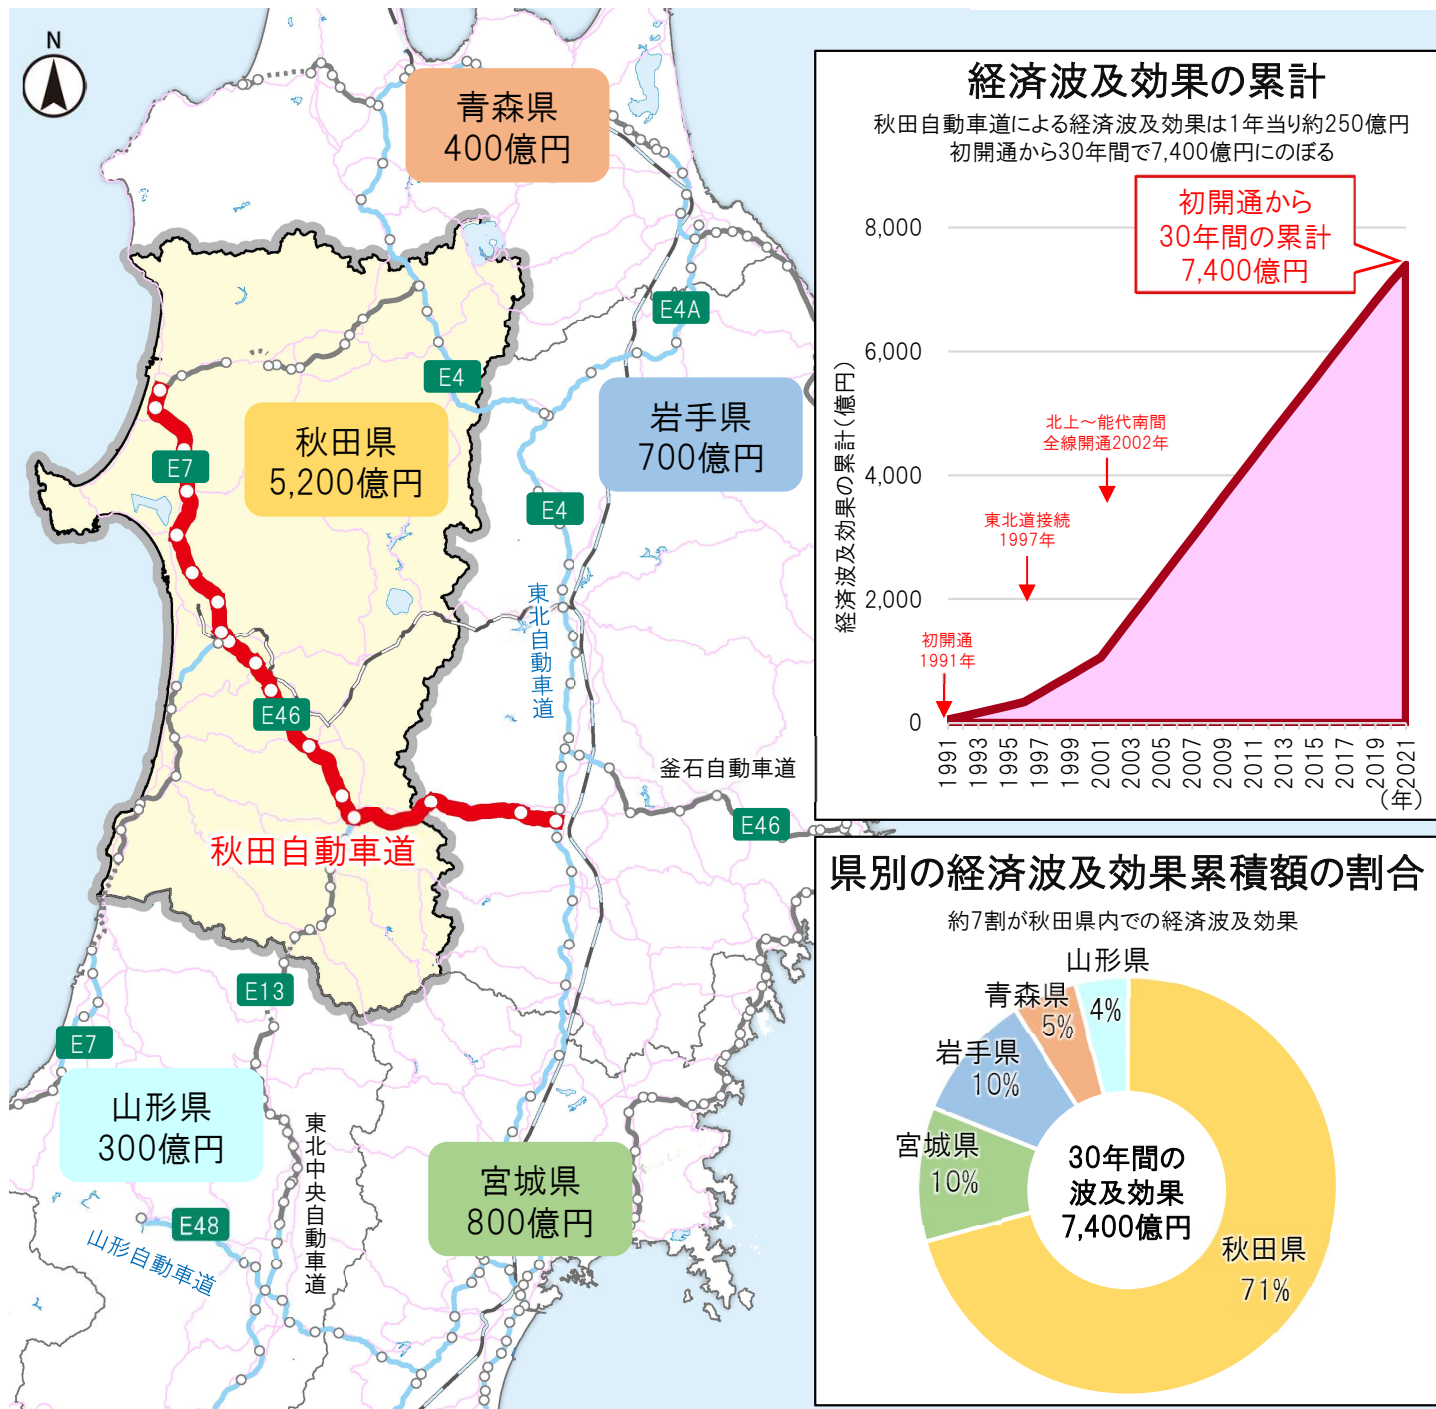 N
青森県
400億円
E4A
E4
岩手県
700億円
秋田県
5,200億円
E7
E4
東北自動車道
E46
釜石自動車道
E46
秋田自動車道
E13
E7
山形県
300億円
東北中央自動車道
宮城県
800億円
E48
山形自動車道
経済波及効果の累計
秋田自動車道による経済波及効果は1年当り約250億円
初開通から30年間で7,400億円にのぼる
初開通から
30年間の累計
7,400億円
経済波及効果の累計(億円)
8,000
6,000
4,000
2,000
0
北上～能代南間
全線開通2002年
東北道接続
1997年
初開通
1991年
1991
1993
1995
1997
1999
2001
2003
2005
2007
2009
2011
2013
2015
2017
2019
2021
(年)
県別の経済波及効果累積額の割合
約7割が秋田県内での経済波及効果
山形県
4%
青森県
5%
岩手県
10%
宮城県
10%
30年間の
波及効果
7,400億円
秋田県
71%